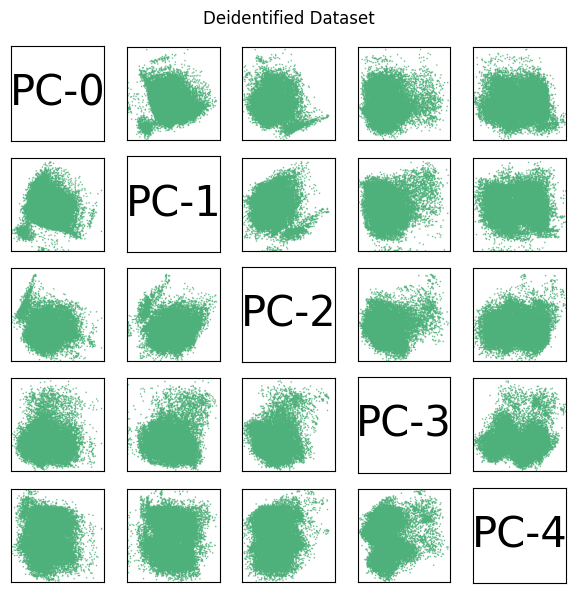 Deidentified Dataset
PC-0
PC-1
PC-2
PC-3
PC-4